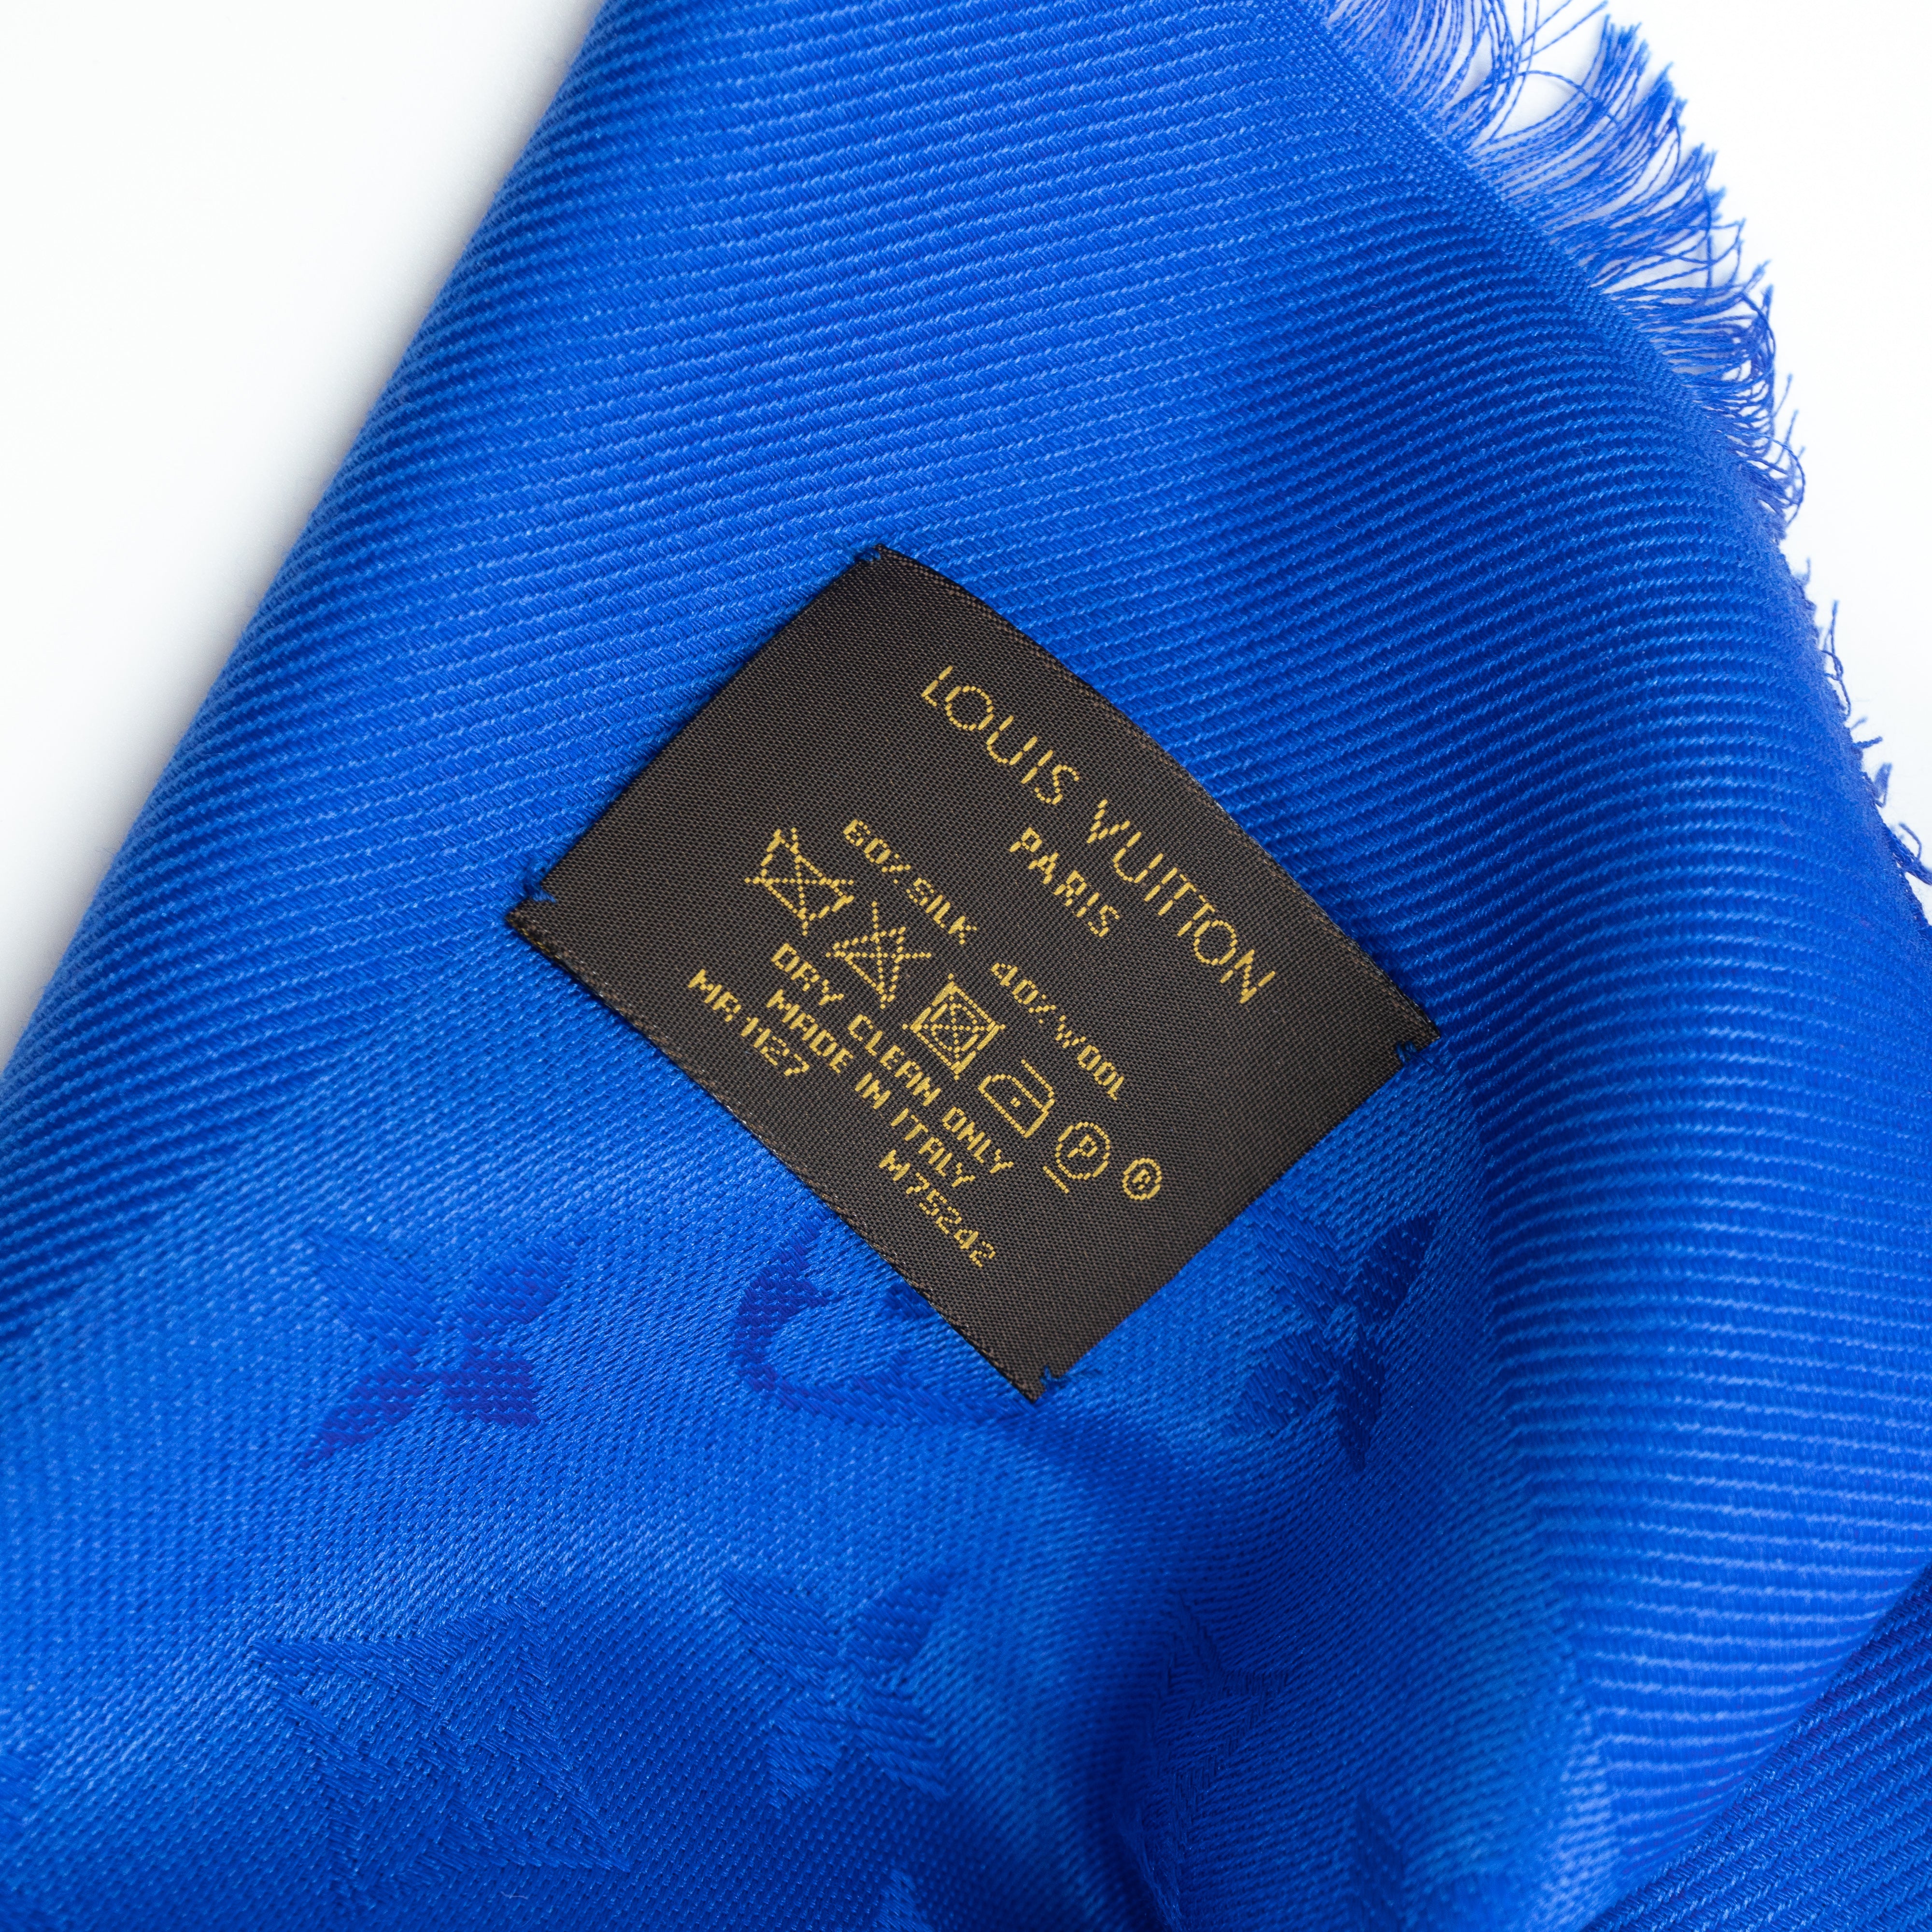 LOUIS VUITTON
PARIS
60% SILK 40% WOOL
P ®
DRY CLEAN ONLY
MADE IN ITALY
MR1127 M75242